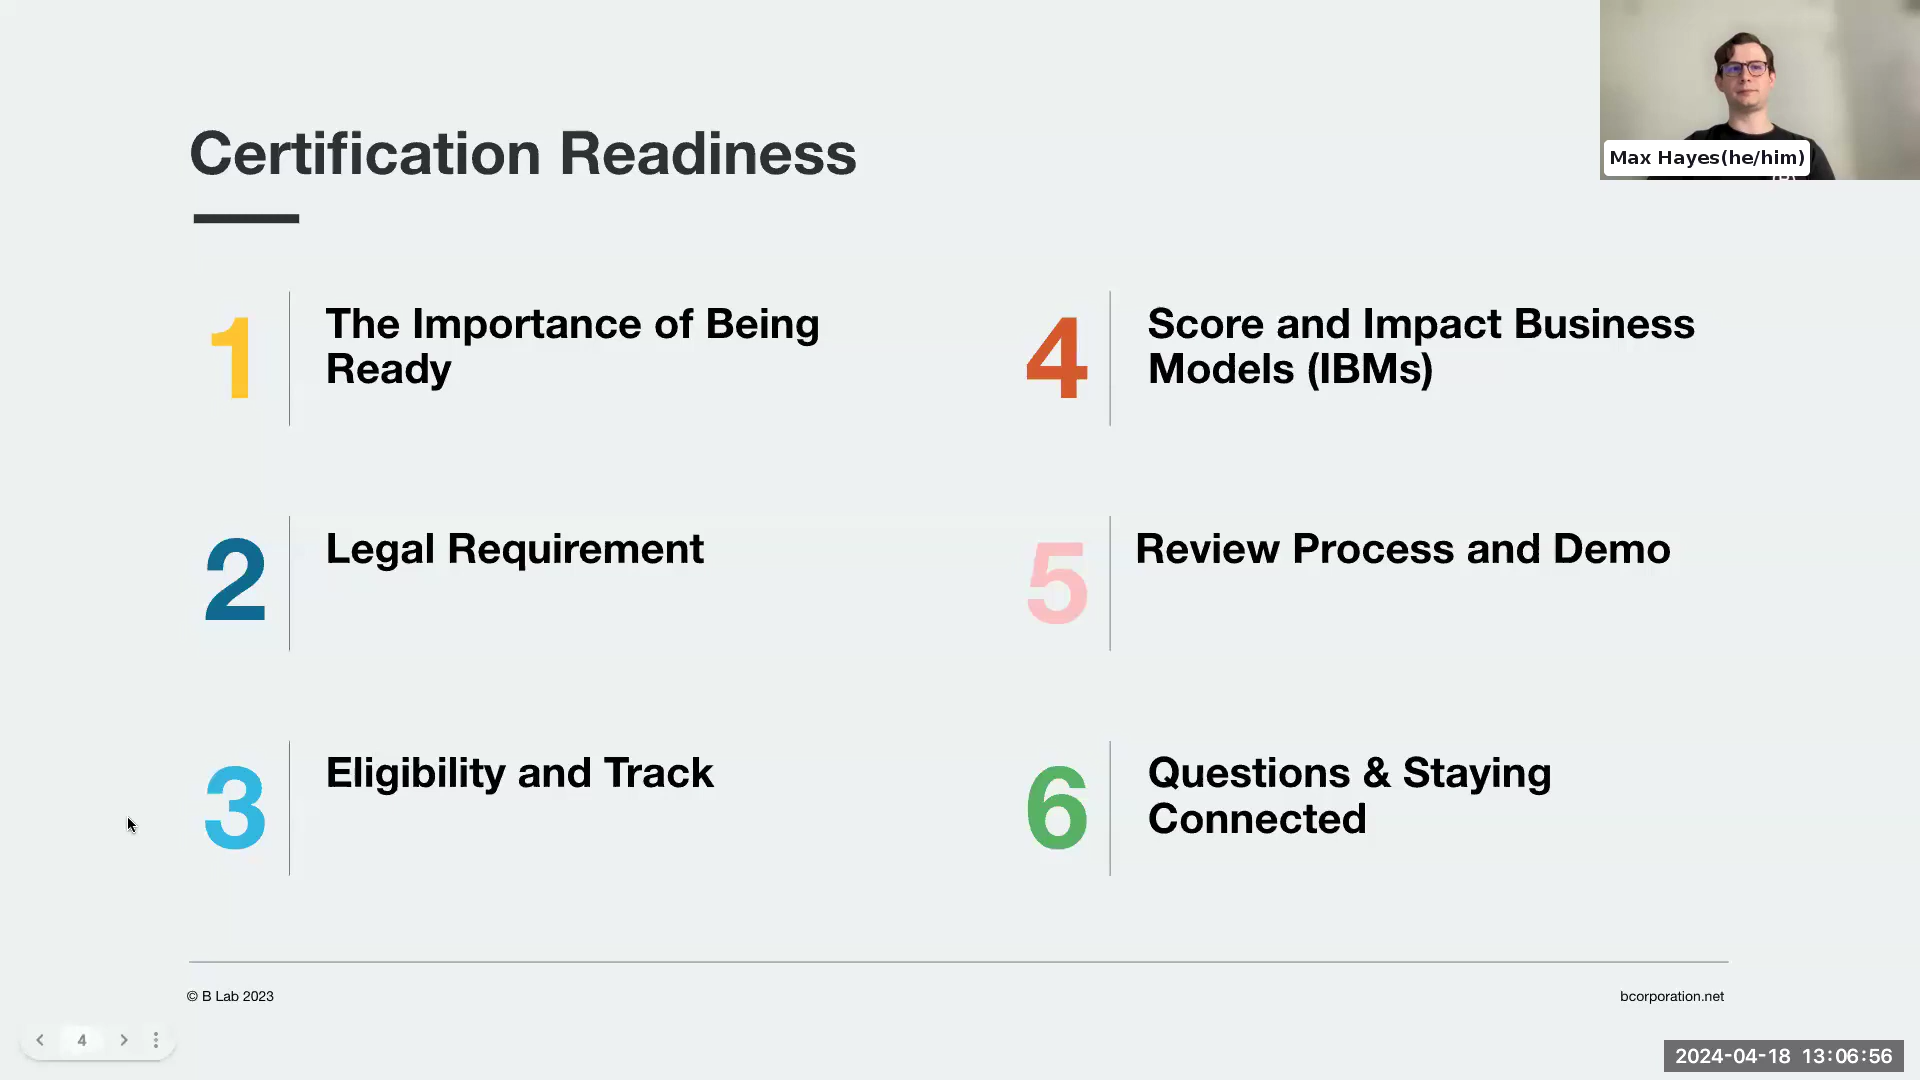 Certification Readiness
Max Hayes(he/him)
1
The Importance of Being
Ready
2
Legal Requirement
3
Eligibility and Track
4
Score and Impact Business
Models (IBMs)
5
Review Process and Demo
6
Questions & Staying
Connected
© B Lab 2023
bcorporation.net
4
2024-04-18 13:06:56